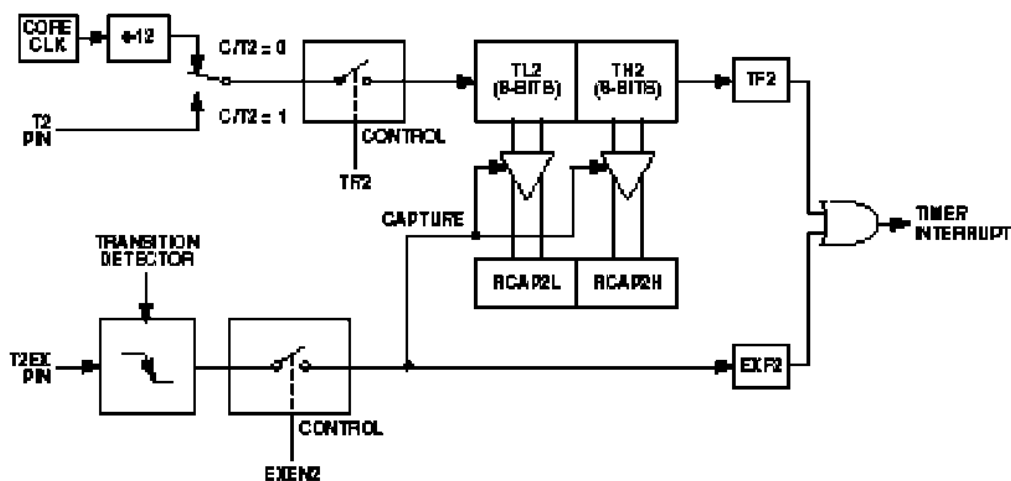 CORE
CLK
÷12
C/T2 = 0
C/T2 = 1
T2
PIN
CONTROL
TR2
TL2
(8-BITS)
TH2
(8-BITS)
TF2
CAPTURE
TIMER
INTERRUPT
TRANSITION
DETECTOR
RCAP2L
RCAP2H
T2EX
PIN
CONTROL
EXEN2
EXF2